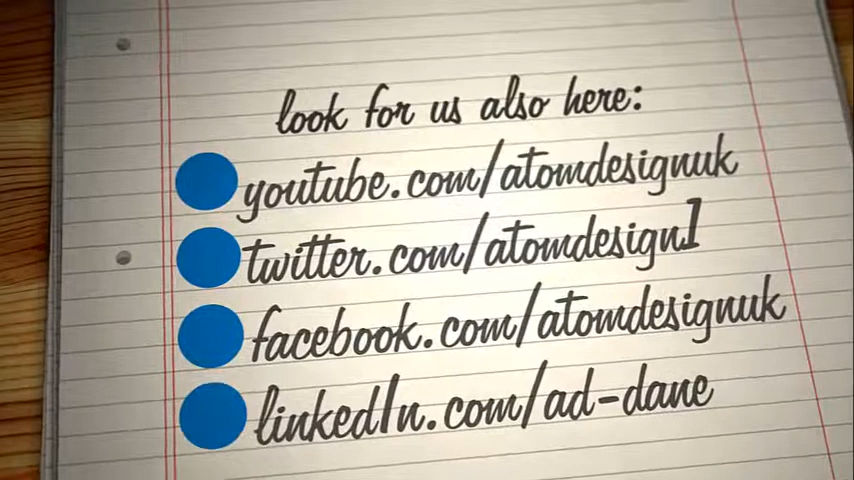 look for us also here:
youtube.com/atomdesignuk
twitter.com/atomdesign1
facebook.com/atomdesignuk
linkedIn.com/ad-dane